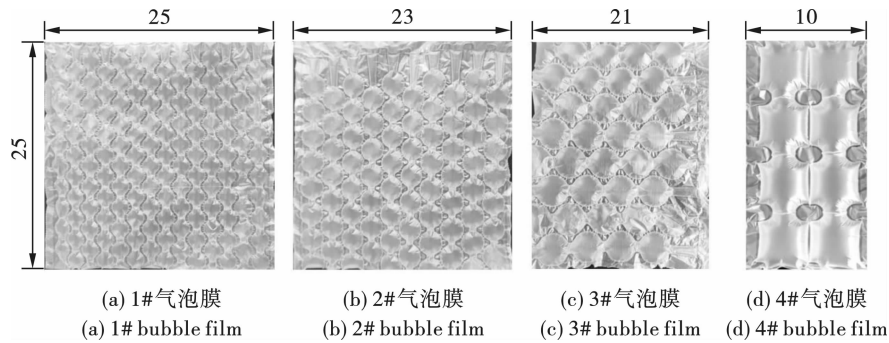 25 23 21 10
25
(a) 1#气泡膜 (b) 2#气泡膜 (c) 3#气泡膜 (d) 4#气泡膜
(a) 1# bubble film (b) 2# bubble film (c) 3# bubble film (d) 4# bubble film